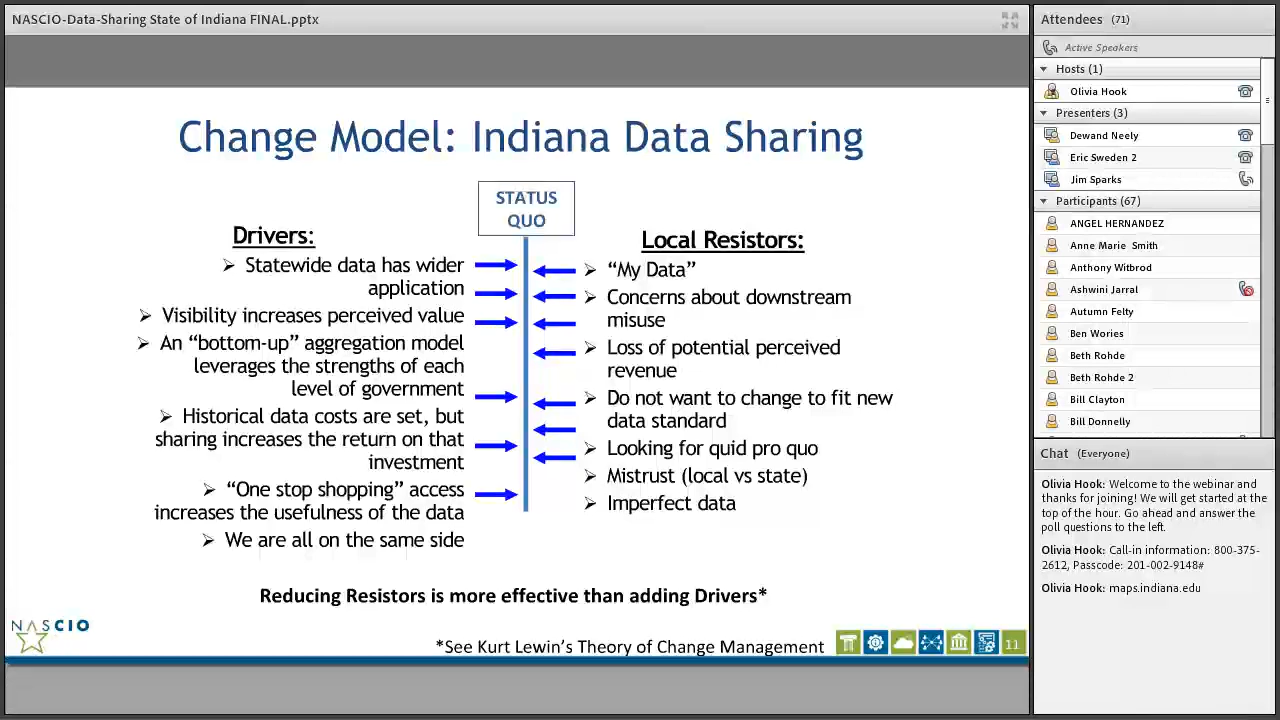 NASCIO-Data-Sharing State of Indiana FINAL.pptx
Change Model: Indiana Data Sharing
STATUS
QUO
Drivers:
➢ Statewide data has wider
application
➢ Visibility increases perceived value
➢ An “bottom-up” aggregation model
leverages the strengths of each
level of government
➢ Historical data costs are set, but
sharing increases the return on that
investment
➢ “One stop shopping” access
increases the usefulness of the data
➢ We are all on the same side
Local Resistors:
➢ “My Data”
➢ Concerns about downstream
misuse
➢ Loss of potential perceived
revenue
➢ Do not want to change to fit new
data standard
➢ Looking for quid pro quo
➢ Mistrust (local vs state)
➢ Imperfect data
Reducing Resistors is more effective than adding Drivers*
NASCIO
*See Kurt Lewin’s Theory of Change Management
11
Attendees (71)
Active Speakers
Hosts (1)
Olivia Hook
Presenters (3)
Dewand Neely
Eric Sweden 2
Jim Sparks
Participants (67)
ANGEL HERNANDEZ
Anne Marie Smith
Anthony Witbrod
Ashwini Jarral
Autumn Felty
Ben Wories
Beth Rohde
Beth Rohde 2
Bill Clayton
Bill Donnelly
Chat (Everyone)
Olivia Hook: Welcome to the webinar and
thanks for joining! We will get started at the
top of the hour. Go ahead and answer the
poll questions to the left.
Olivia Hook: Call-in information: 800-375-
2612, Passcode: 201-002-9148#
Olivia Hook: maps.indiana.edu